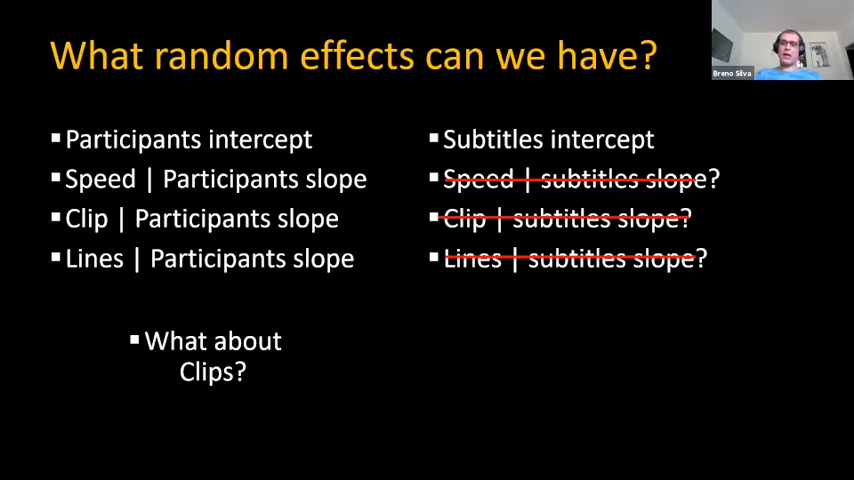 What random effects can we have?
Breno Silva
▪Participants intercept
▪Speed | Participants slope
▪Clip | Participants slope
▪Lines | Participants slope
▪Subtitles intercept
▪Speed | subtitles slope?
▪Clip | subtitles slope?
▪Lines | subtitles slope?
▪What about
Clips?